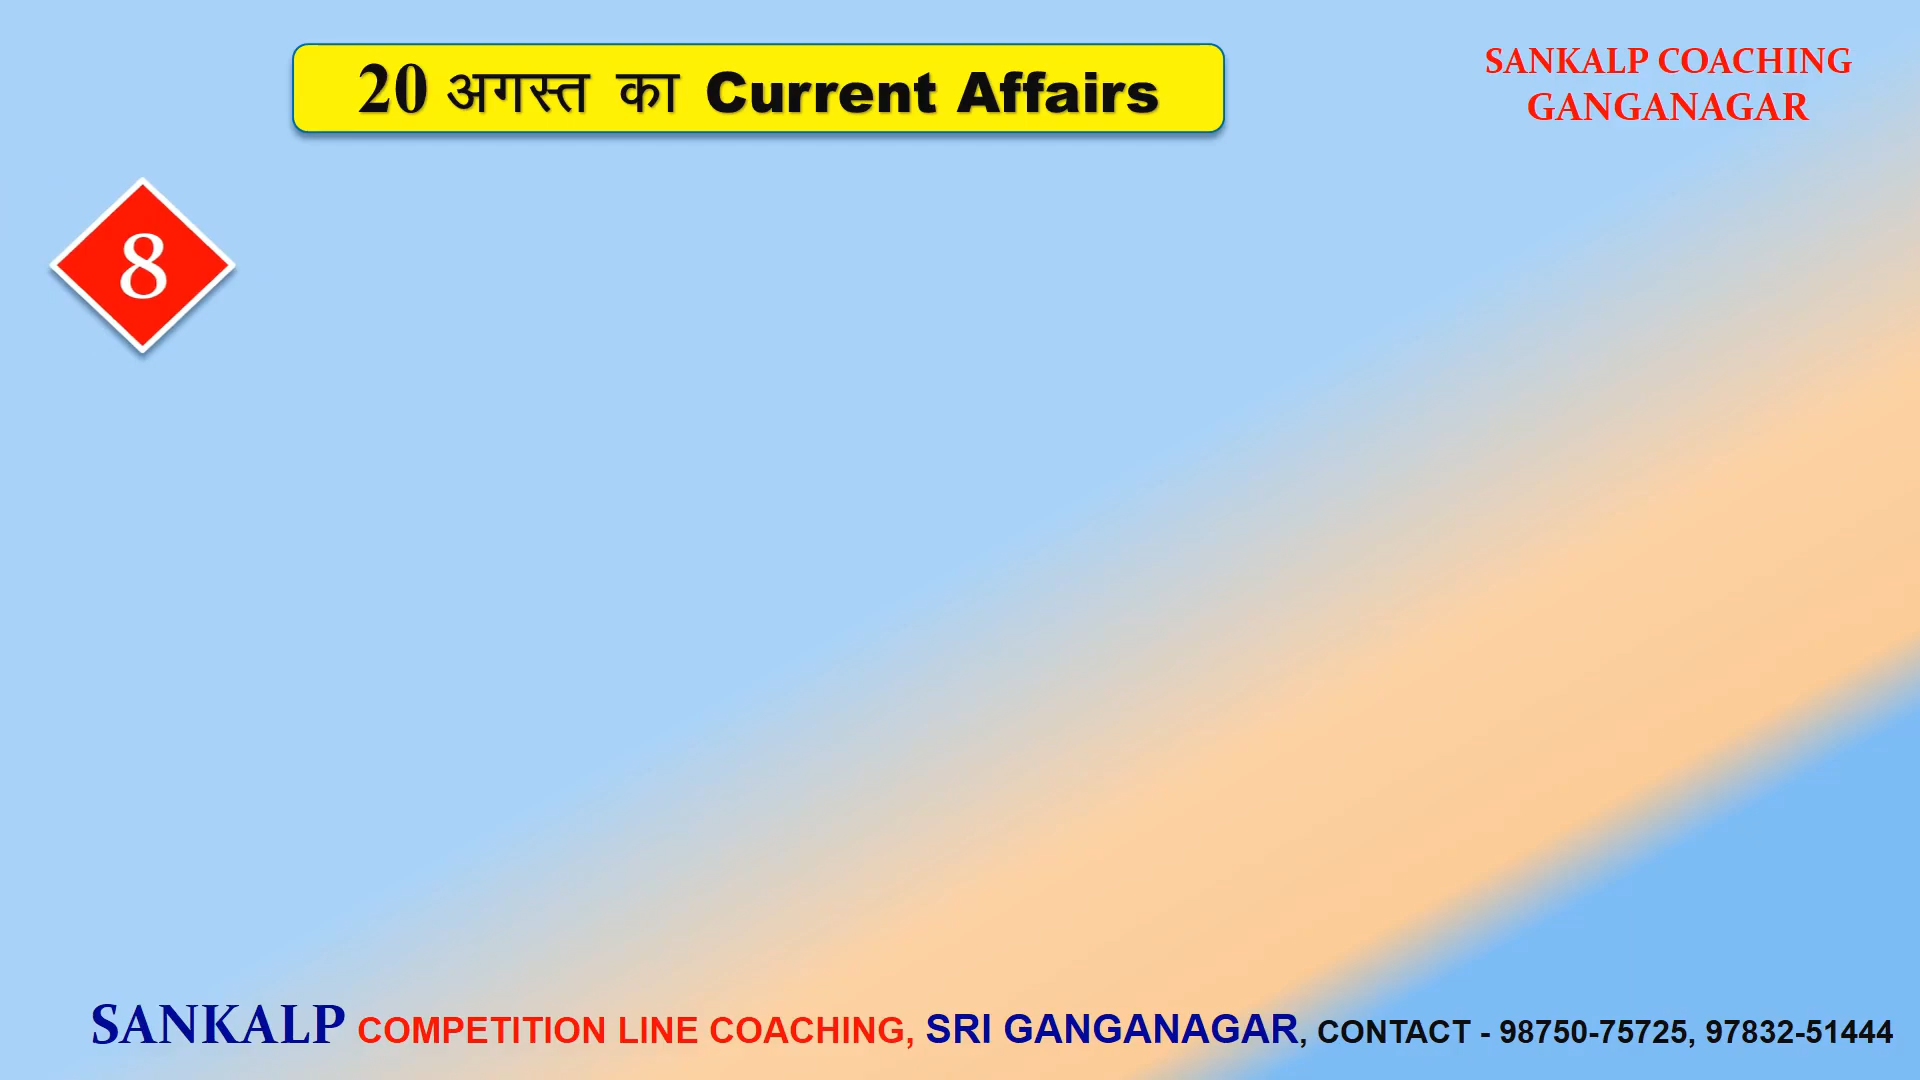 20 अगस्त का Current Affairs
SANKALP COACHING
GANGANAGAR
8
SANKALP COMPETITION LINE COACHING, SRI GANGANAGAR, CONTACT - 98750-75725, 97832-51444